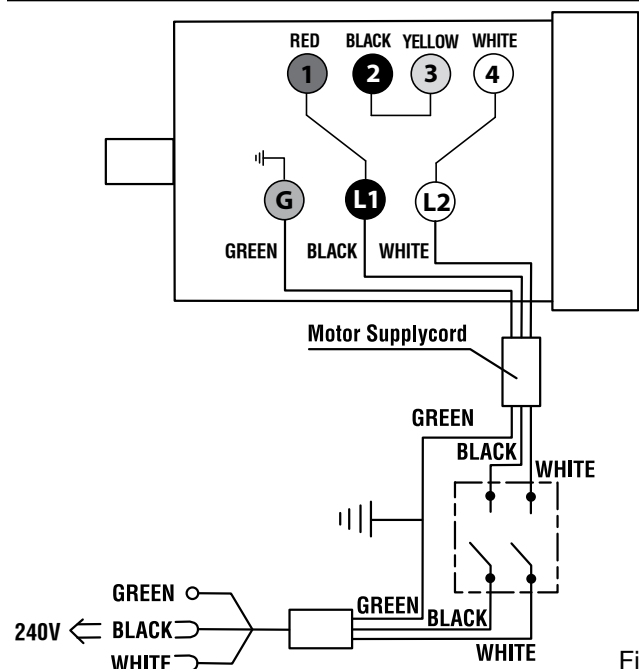 RED BLACK YELLOW WHITE
1 2 3 4
G L1 L2
GREEN BLACK WHITE
Motor Supplycord
GREEN
BLACK
WHITE
GREEN
240V BLACK
WHITE
GREEN
BLACK
WHITE
Fi